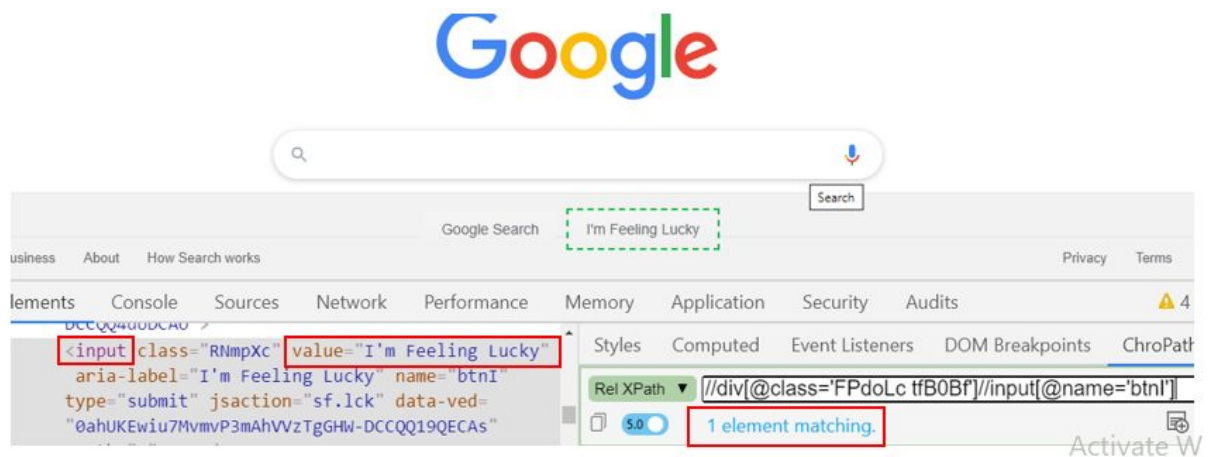 Google
Search
Google Search I'm Feeling Lucky
usiness About How Search works Privacy Terms
lements Console Sources Network Performance Memory Application Security Audits 4
<input class="RNmpXc" value="I'm Feeling Lucky"
aria-label="I'm Feeling Lucky" name="btnI"
type="submit" jsaction="sf.lck" data-ved=
"0ahUKEwiu7MvmvP3mAhVVzTgGHW-DCCQQ19QECAs"
Styles Computed Event Listeners DOM Breakpoints ChroPath
Rel XPath ▼ //div[@class='FPdoLc tfB0Bf']//input[@name='btnI']
5.0 1 element matching.
Activate W